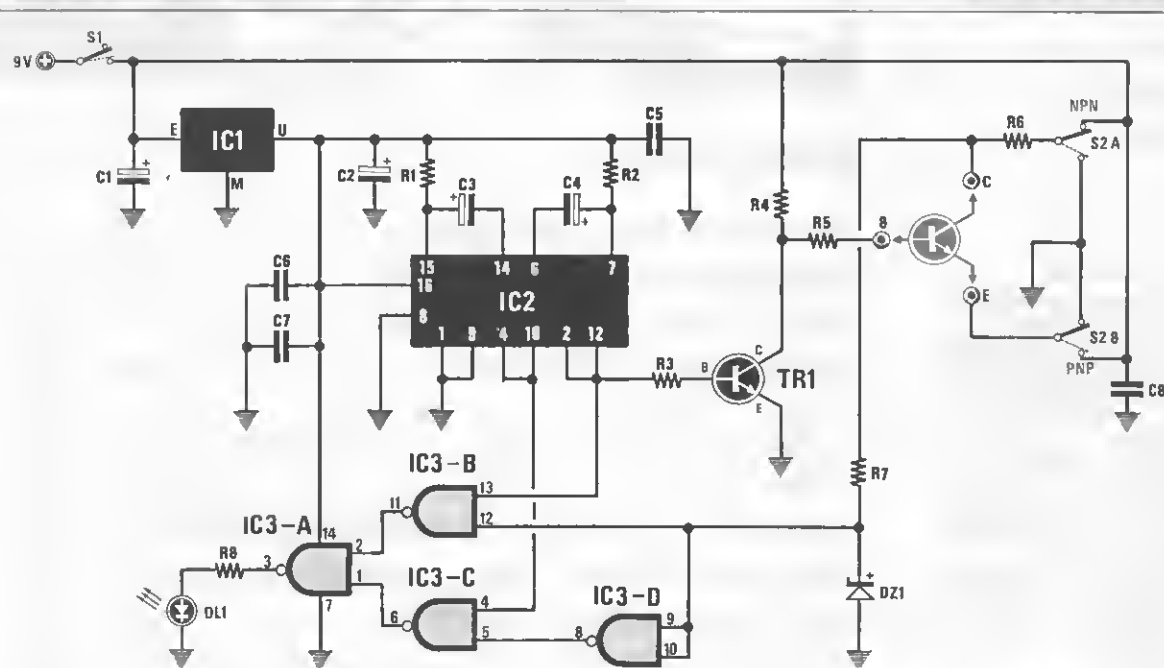 S1
9V
NPN
C5
R6
S2A
E
IC1
U
C1
M
C2
R1
C3
C4
R2
R4
C
R5
B
C6
15
14
6
7
16
IC2
8
E
C7
1
9
4
10
2
12
S2B
R3
B
C
TR1
PNP
C8
E
IC3-B
13
R7
11
12
IC3-A
14
2
R8
3
1
IC3-C
IC3-D
7
6
4
9
DZ1
DL1
5
8
10